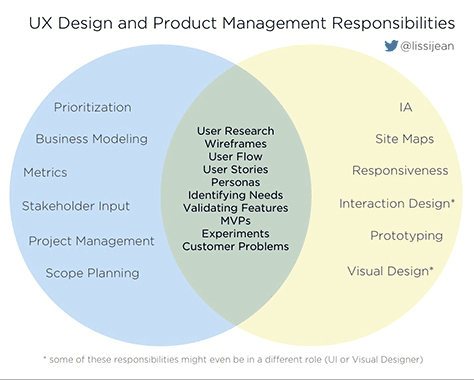 UX Design and Product Management Responsibilities
@lissijean
Prioritization
Business Modeling
Metrics
Stakeholder Input
Project Management
Scope Planning
User Research
Wireframes
User Flow
User Stories
Personas
Identifying Needs
Validating Features
MVPs
Experiments
Customer Problems
IA
Site Maps
Responsiveness
Interaction Design*
Prototyping
Visual Design*
* some of these responsibilities might even be in a different role (UI or Visual Designer)